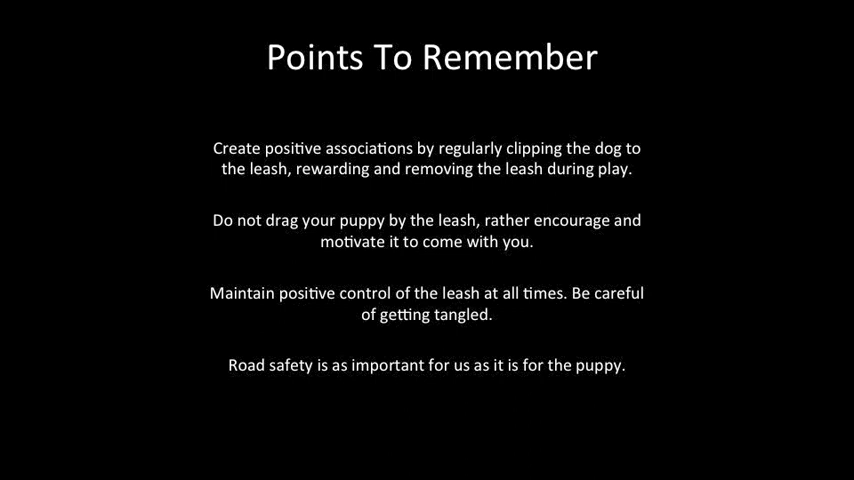 Points To Remember
Create positive associations by regularly clipping the dog to
the leash, rewarding and removing the leash during play.
Do not drag your puppy by the leash, rather encourage and
motivate it to come with you.
Maintain positive control of the leash at all times. Be careful
of getting tangled.
Road safety is as important for us as it is for the puppy.